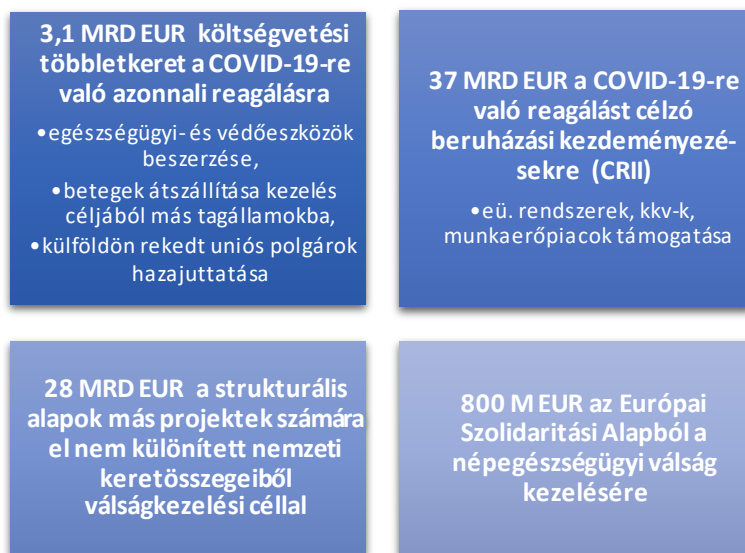 3,1 MRD EUR költségvetési
többletkeret a COVID-19-re
való azonnali reagálásra
•egészségügyi- és védőeszközök
beszerzése,
•betegek átszállítása kezelés
céljából más tagállamokba,
•külföldön rekedt uniós polgárok
hazajuttatása
37 MRD EUR a COVID-19-re
való reagálást célzó
beruházási kezdeményezé-
sekre (CRII)
•eü. rendszerek, kkv-k,
munkaerőpiacok támogatása
28 MRD EUR a strukturális
alapok más projektek számára
el nem különített nemzeti
keretösszegeiből
válságkezelési céllal
800 M EUR az Európai
Szolidaritási Alapból a
népegészségügyi válság
kezelésére